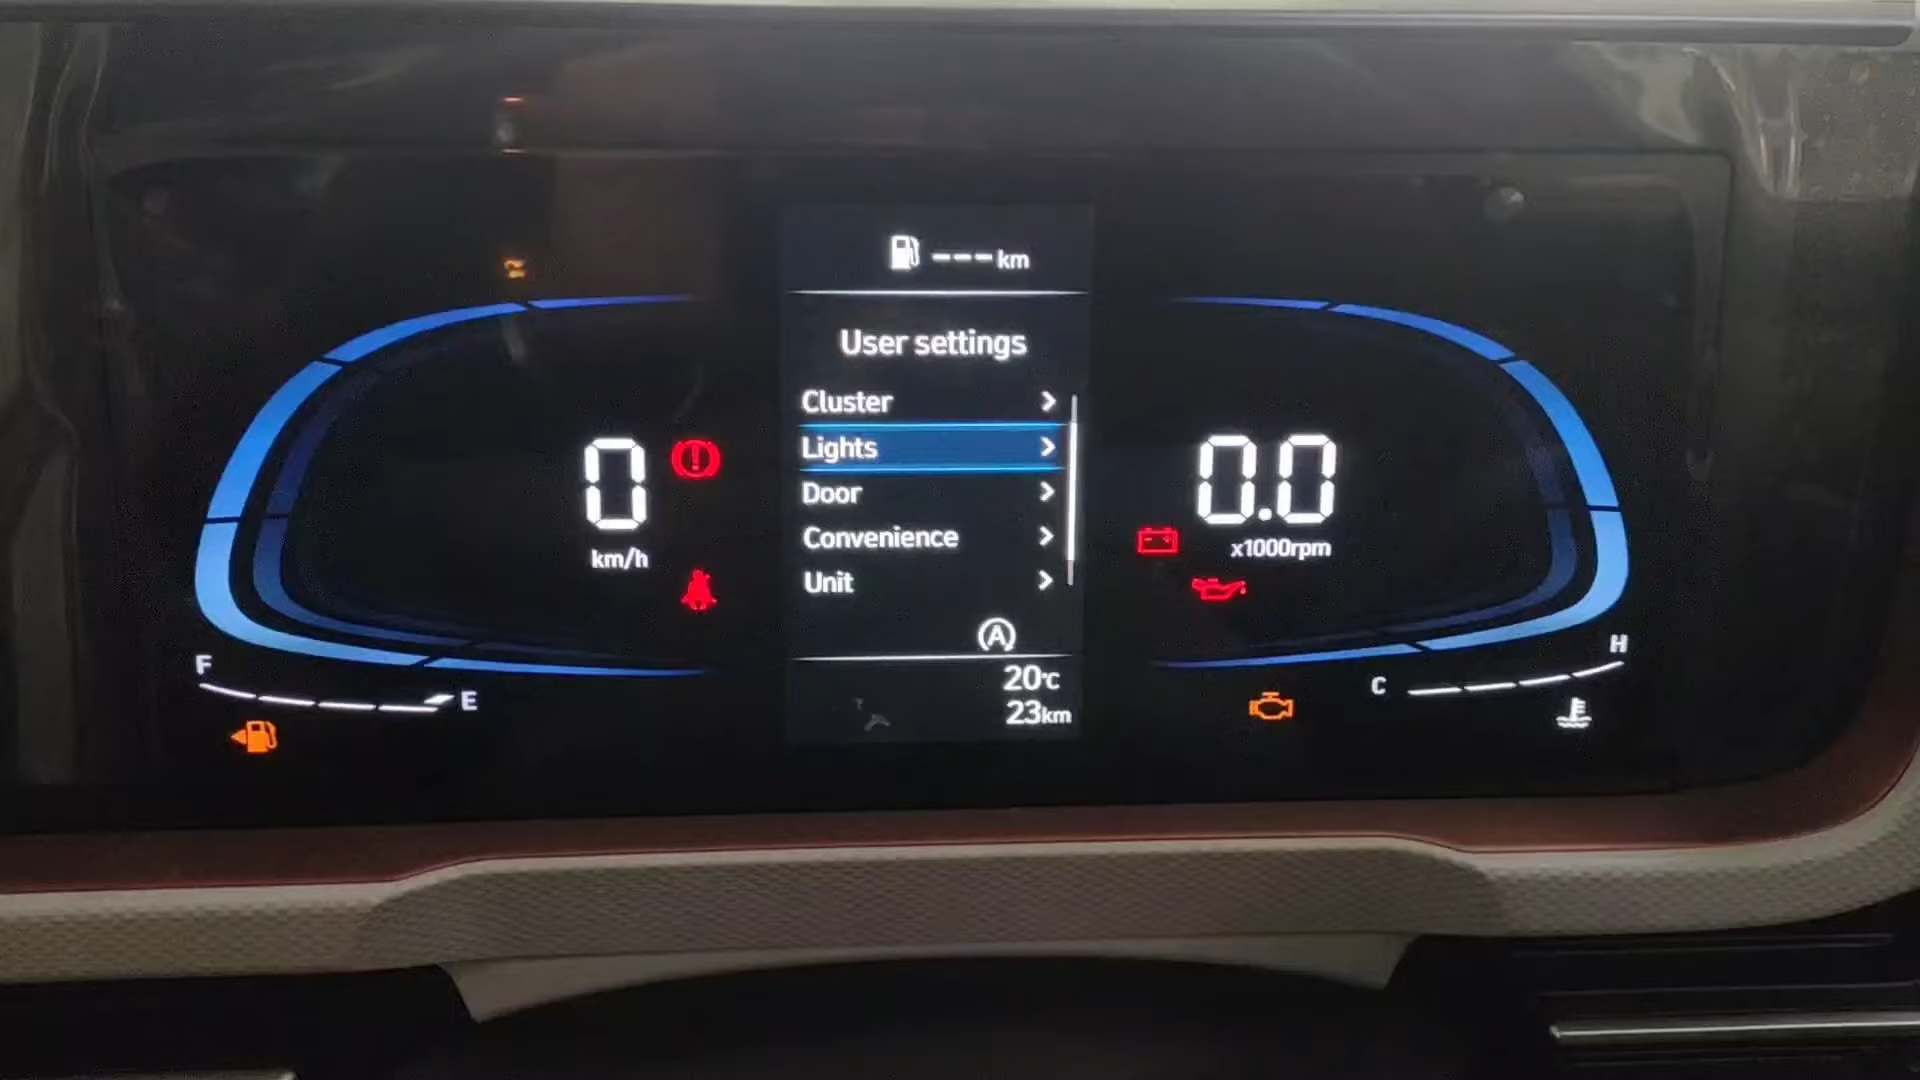 ---km
User settings
Cluster
Lights
Door
Convenience
Unit
0
km/h
0.0
x1000rpm
A
20℃
23km
F
E
C
H